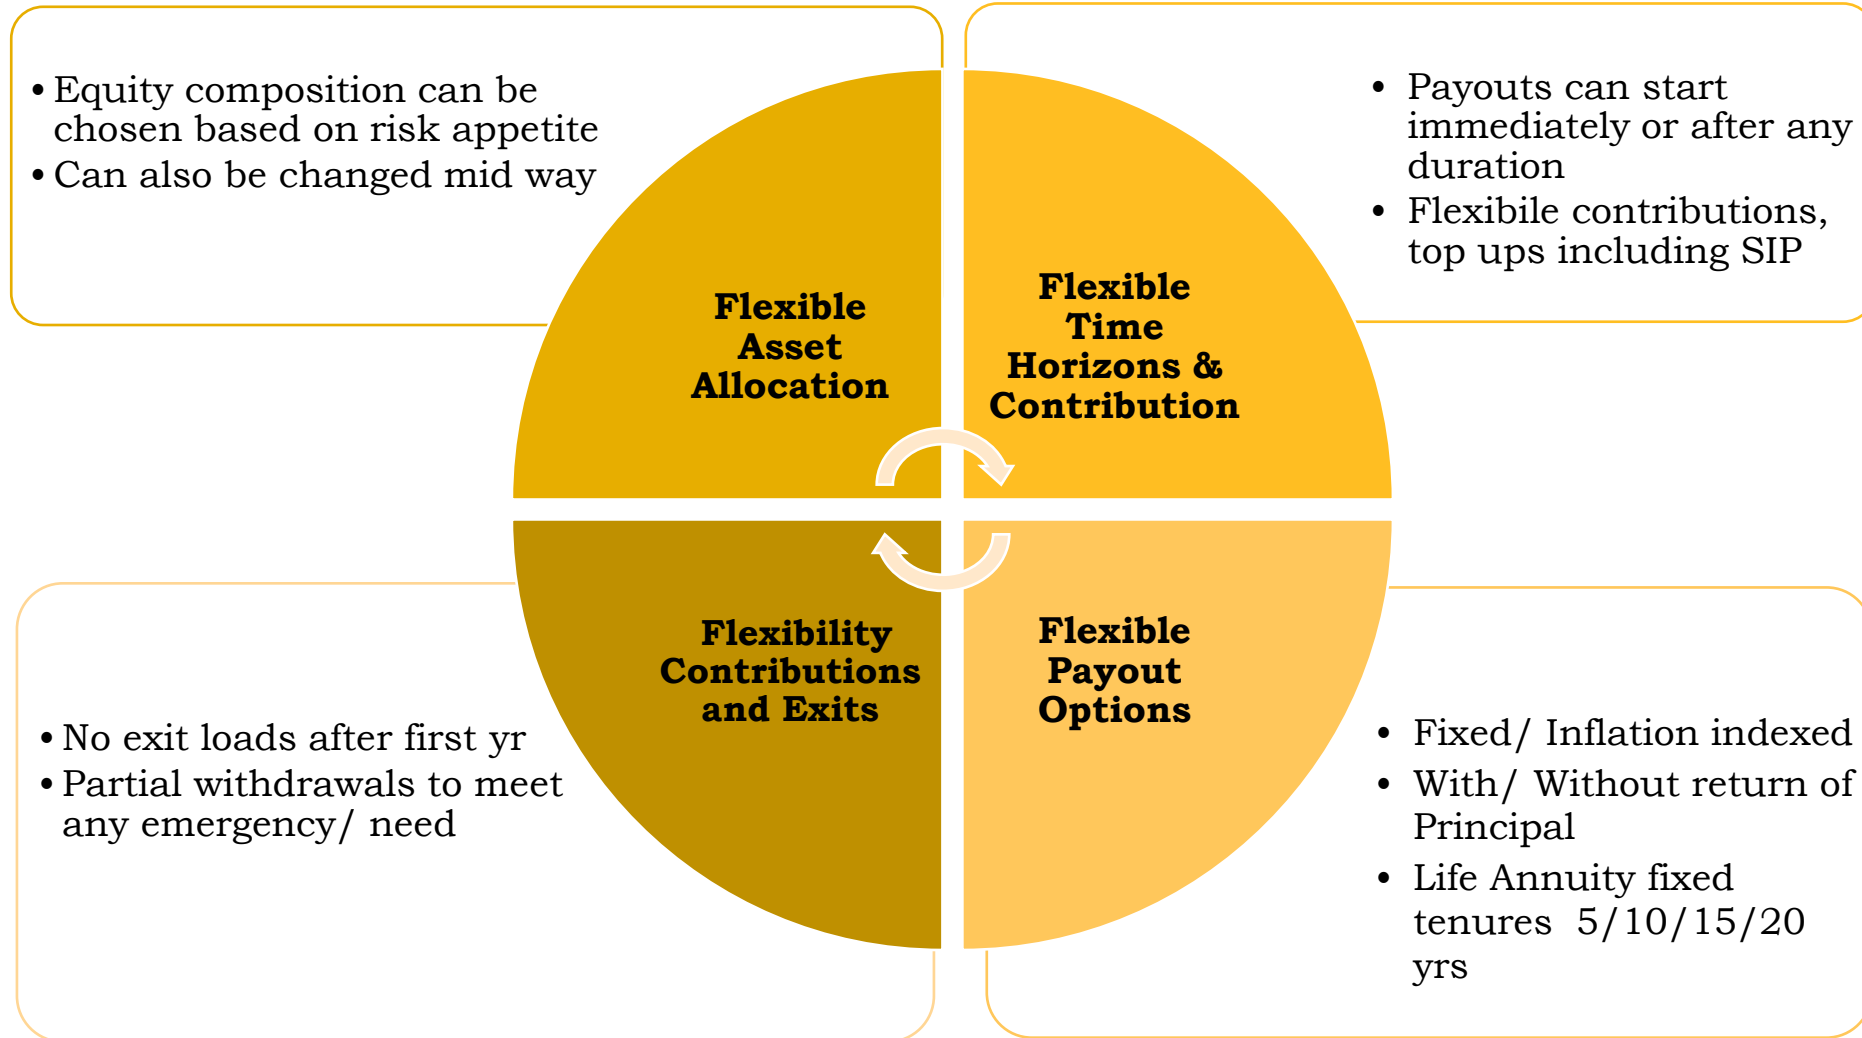 • Equity composition can be
chosen based on risk appetite
• Can also be changed mid way
• Payouts can start
immediately or after any
duration
• Flexibile contributions,
top ups including SIP
Flexible
Asset
Allocation
Flexible
Time
Horizons &
Contribution
Flexibility
Contributions
and Exits
Flexible
Payout
Options
• No exit loads after first yr
• Partial withdrawals to meet
any emergency/ need
• Fixed/ Inflation indexed
• With/ Without return of
Principal
• Life Annuity fixed
tenures 5/10/15/20
yrs